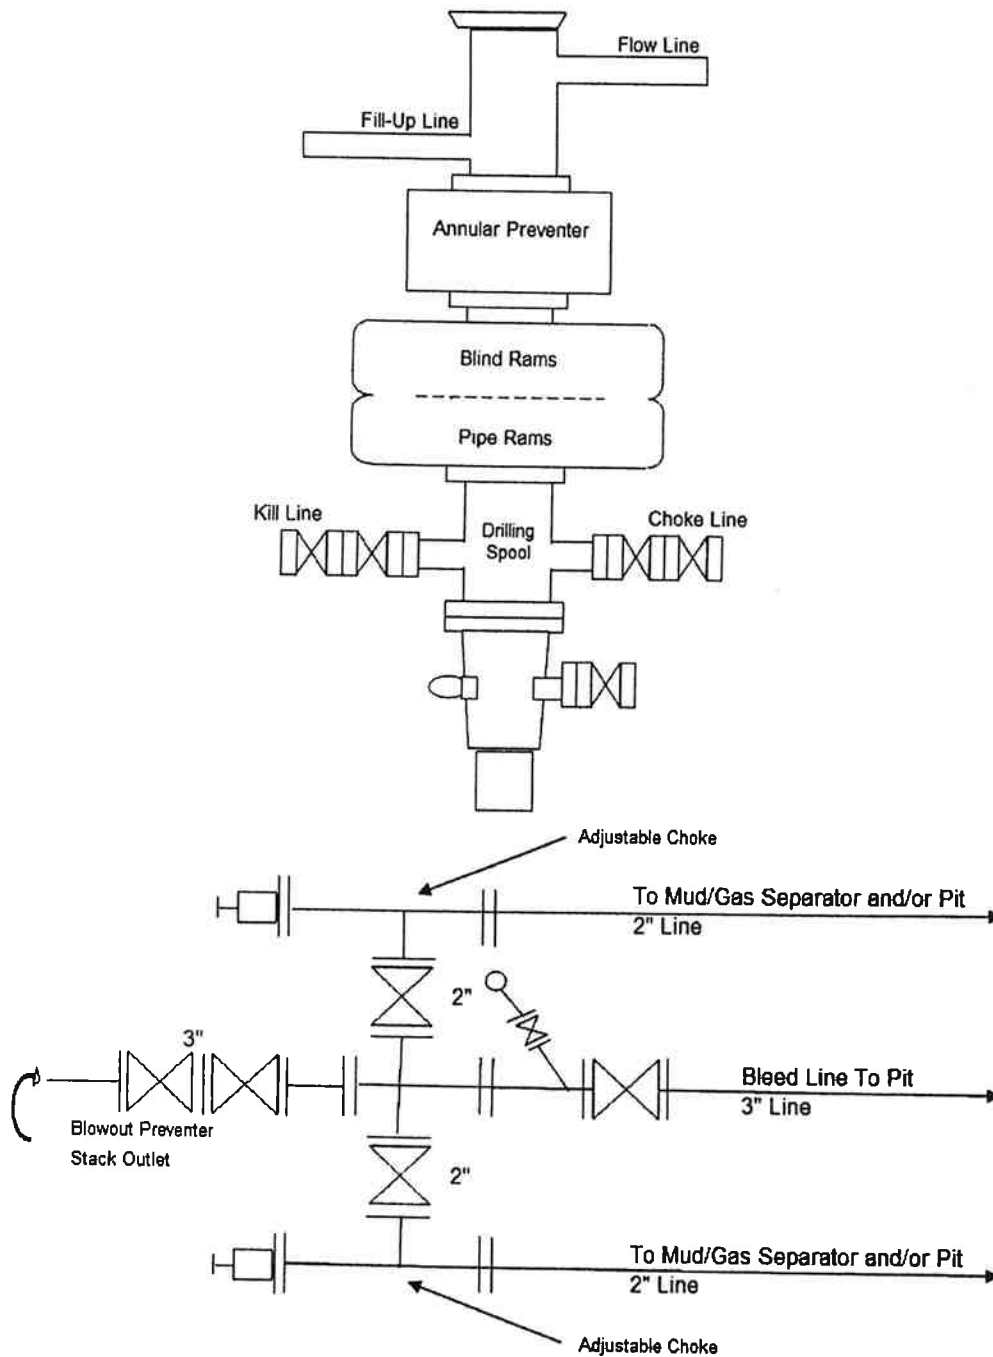 Flow Line
Fill-Up Line
Annular Preventer
Blind Rams
Pipe Rams
Kill Line
Drilling
Spool
Choke Line
Adjustable Choke
To Mud/Gas Separator and/or Pit
2" Line
2"
3"
Bleed Line To Pit
3" Line
Blowout Preventer
Stack Outlet
2"
To Mud/Gas Separator and/or Pit
2" Line
Adjustable Choke